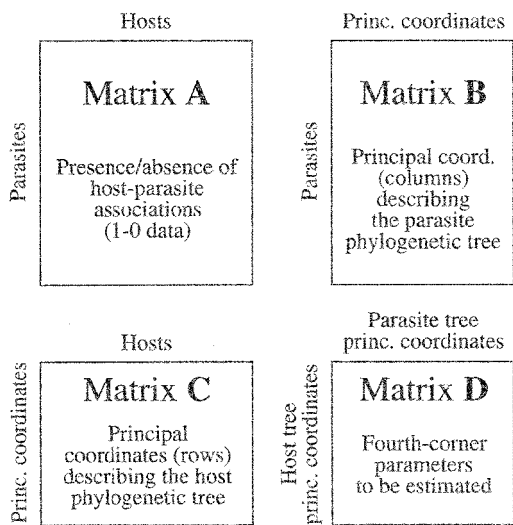 Hosts
Parasites
Matrix A
Presence/absence of
host-parasite
associations
(1-0 data)
Princ. coordinates
Parasites
Matrix B
Principal coord.
(columns)
describing
the parasite
phylogenetic tree
Hosts
Princ. coordinates
Matrix C
Principal
coordinates (rows)
describing the host
phylogenetic tree
Parasite tree
princ. coordinates
Host tree
princ. coordinates
Matrix D
Fourth-corner
parameters
to be estimated